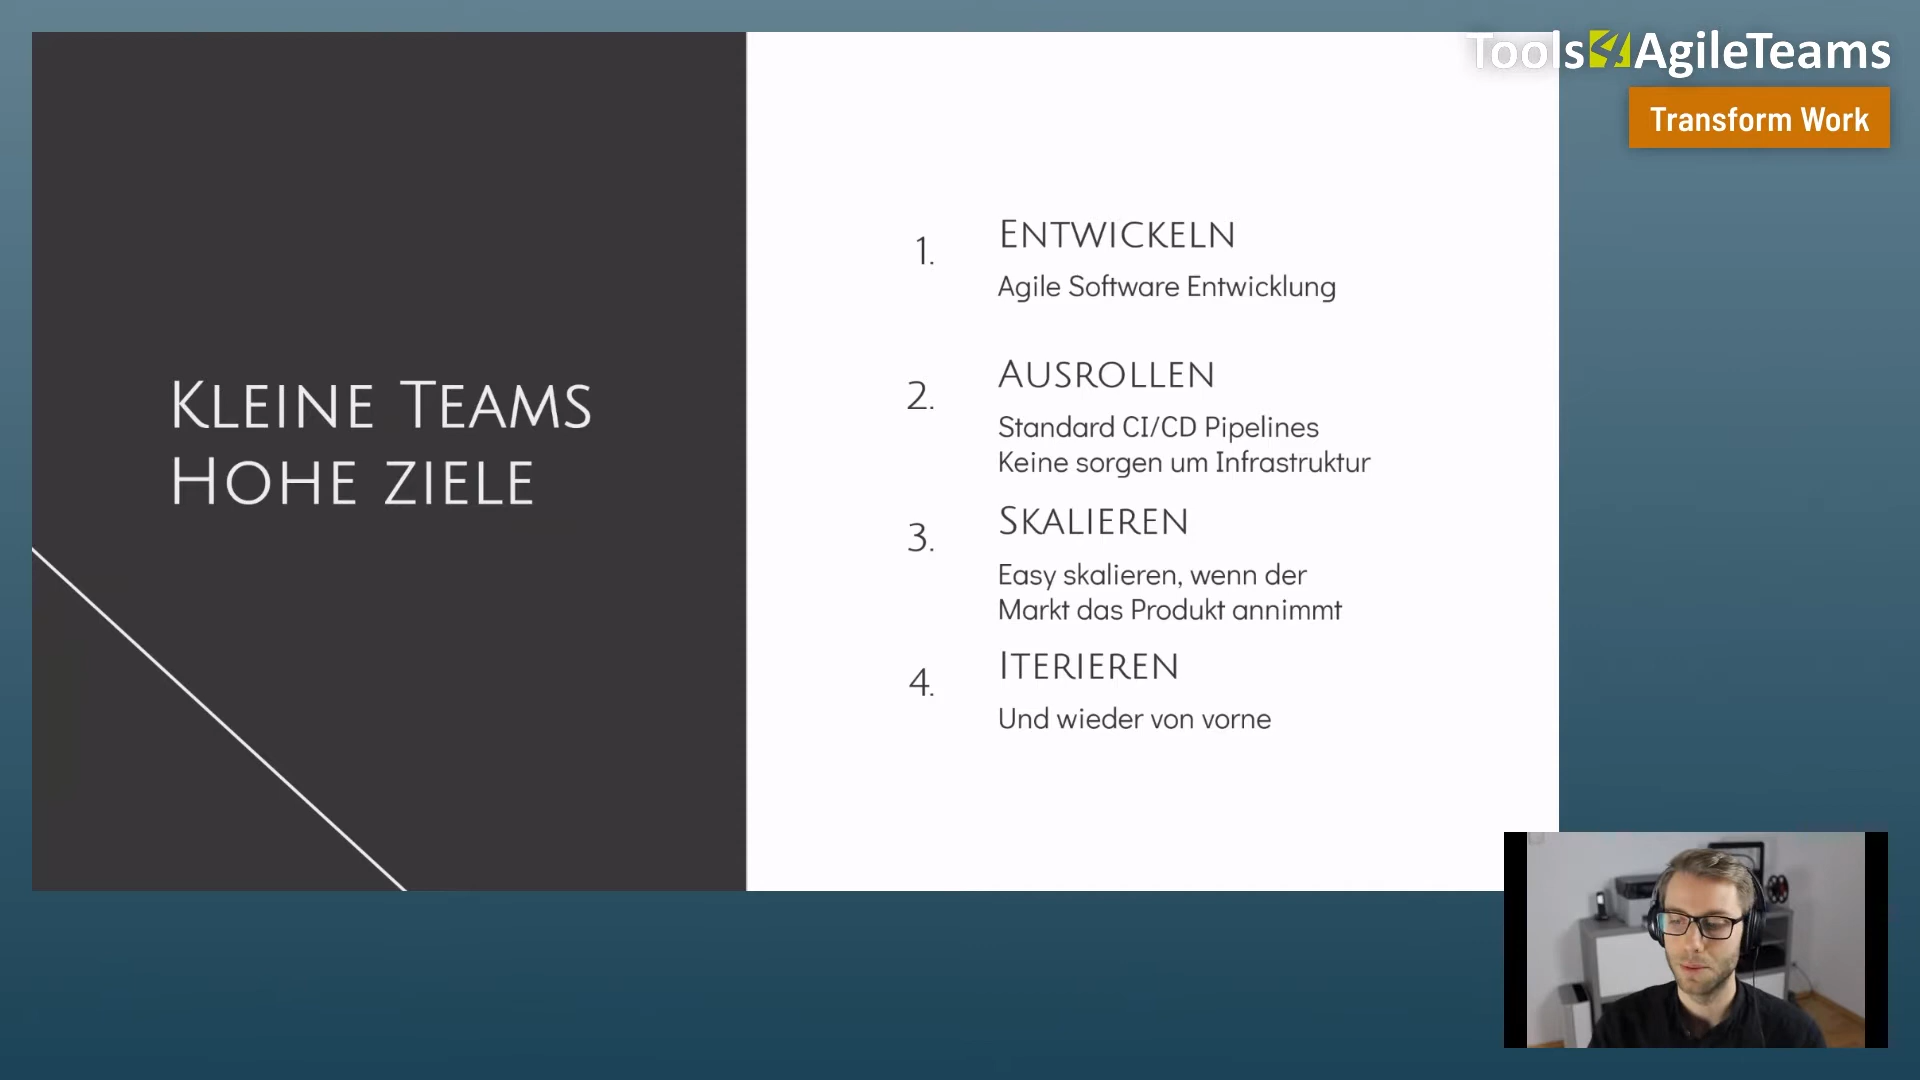 Tools4AgileTeams
Transform Work
Kleine Teams
Hohe ziele
1.
Entwickeln
Agile Software Entwicklung
2.
Ausrollen
Standard CI/CD Pipelines
Keine sorgen um Infrastruktur
3.
Skalieren
Easy skalieren, wenn der
Markt das Produkt annimmt
4.
Iterieren
Und wieder von vorne